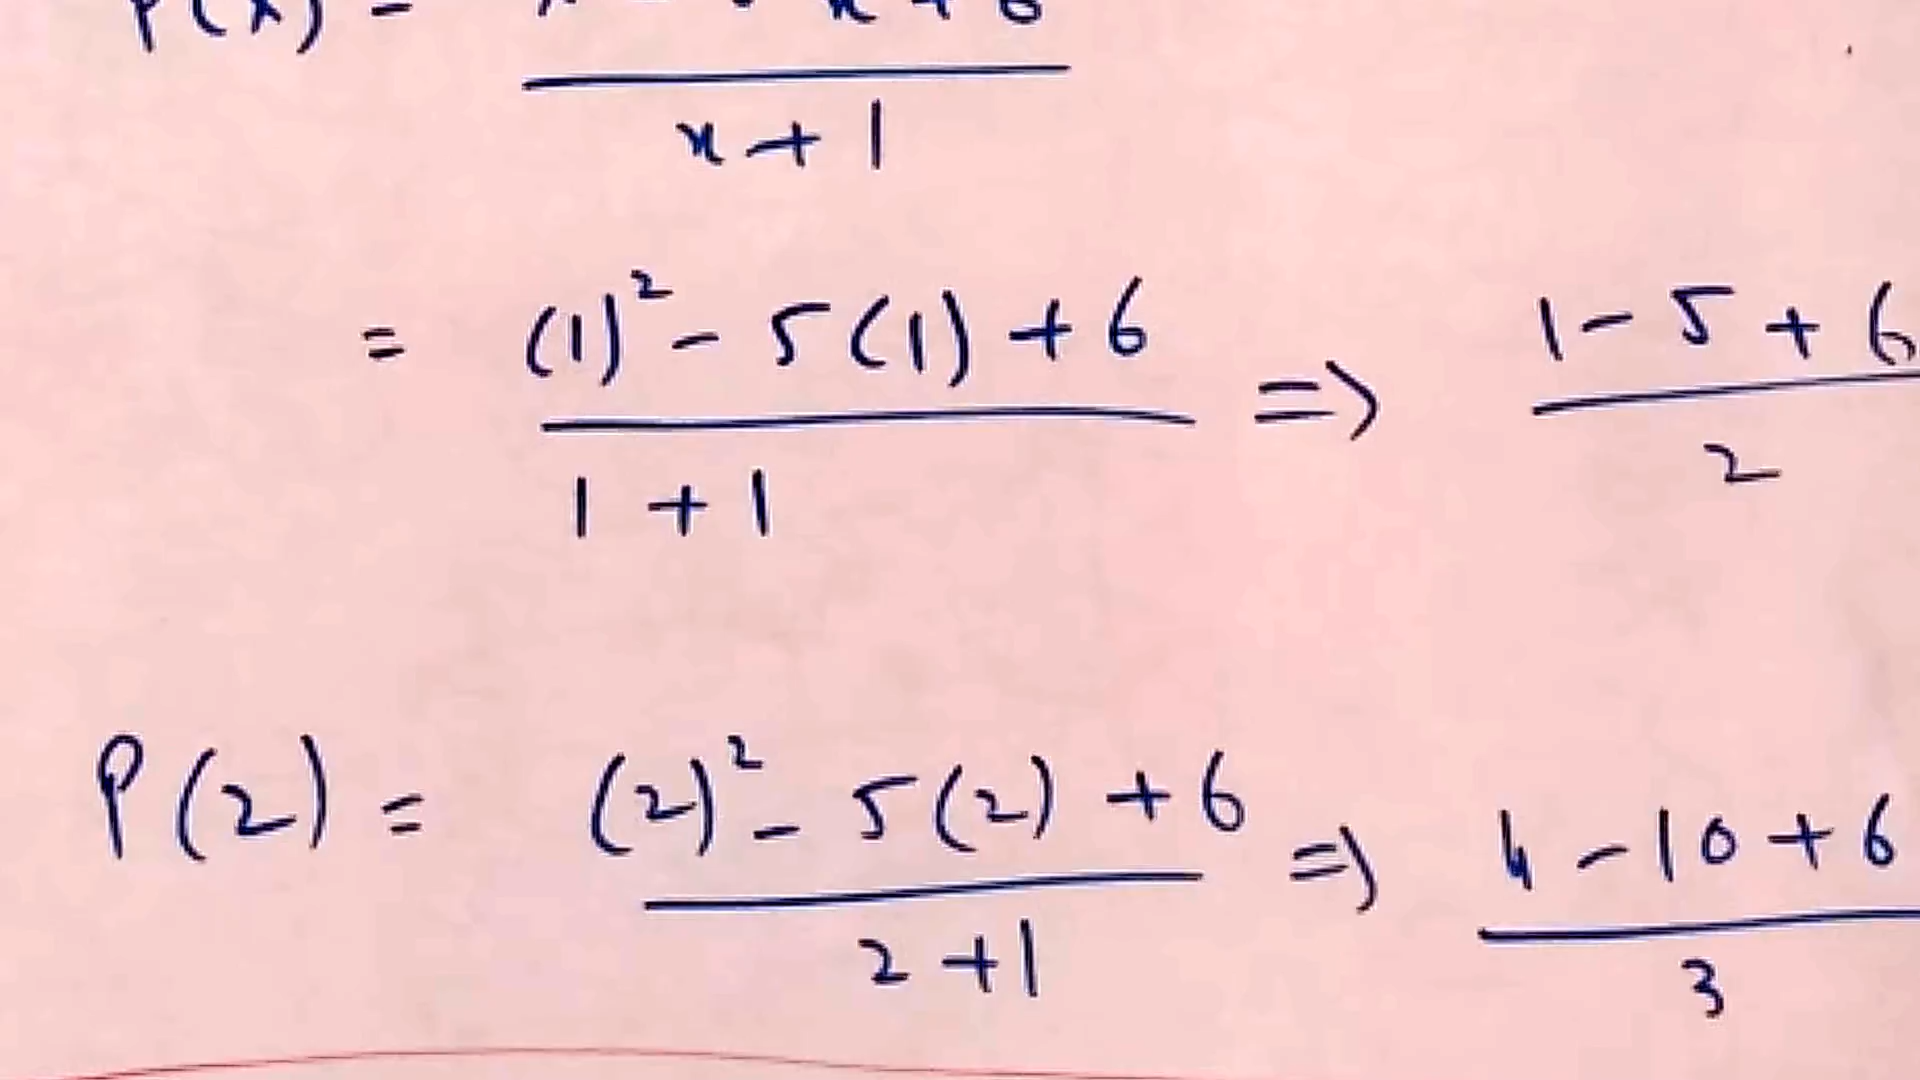 P(x) =
x + 1
= (1)² - 5(1) + 6 => 1 - 5 + 6
1 + 1 2
P(2) = (2)² - 5(2) + 6 => 4 - 10 + 6
2 + 1 3